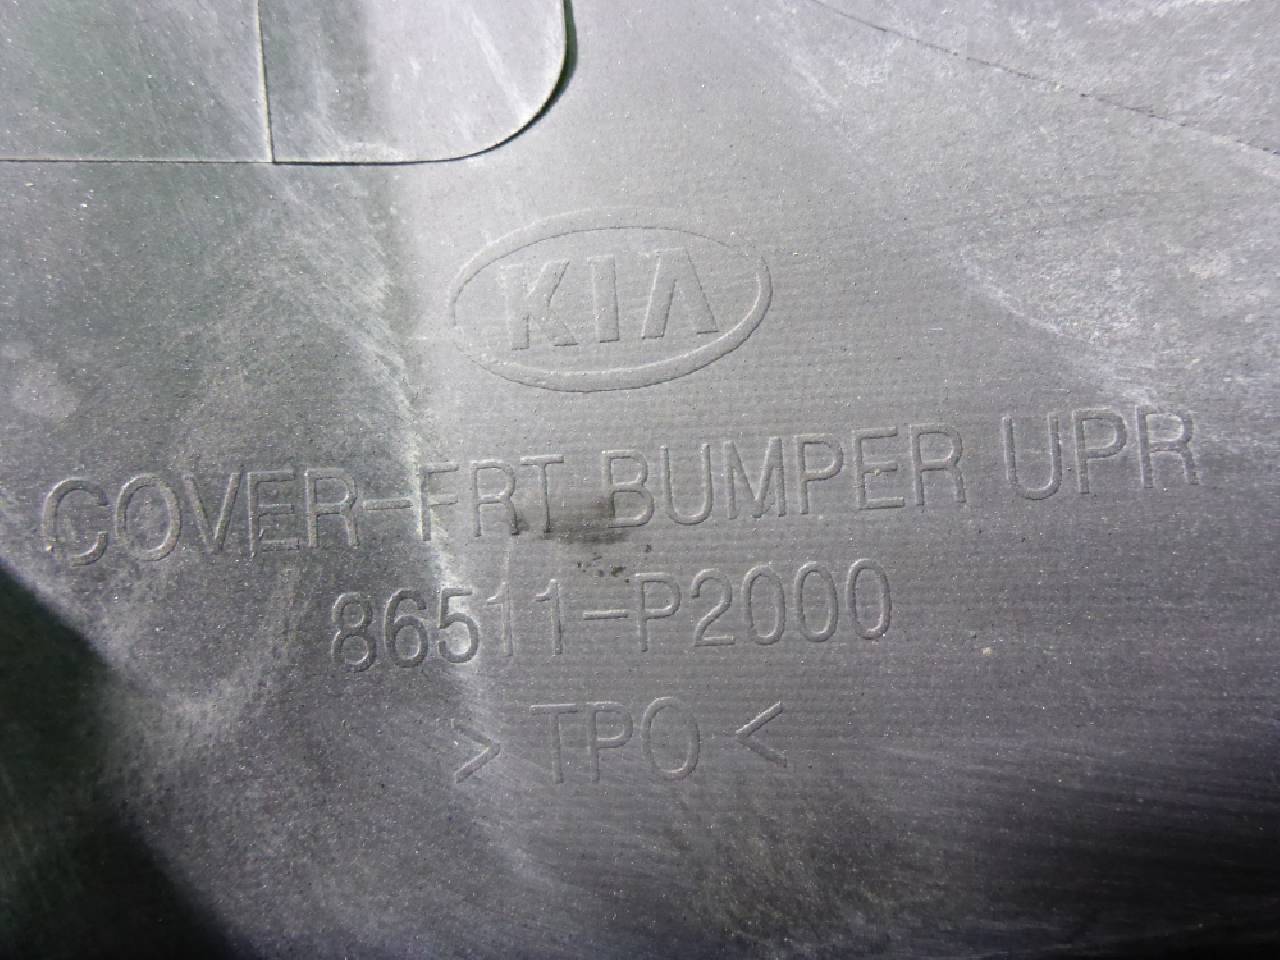 KIA
COVER-FRT BUMPER UPR
86511-P2000
> TPO <